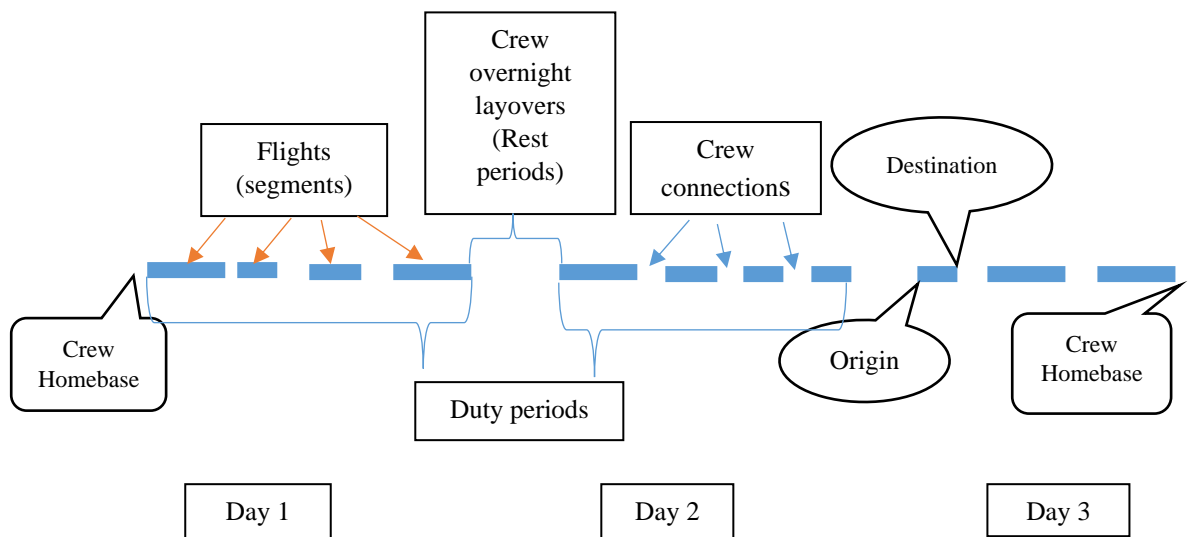 Crew
overnight
layovers
(Rest
periods)
Flights
(segments)
Crew
connections
Destination
Crew
Homebase
Origin
Crew
Homebase
Duty periods
Day 1
Day 2
Day 3